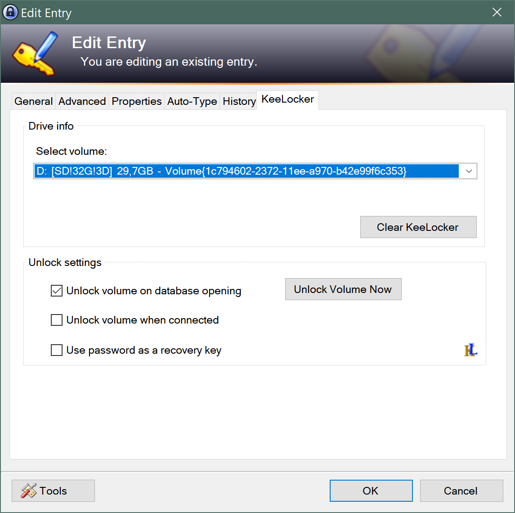 Edit Entry
Edit Entry
You are editing an existing entry.
General Advanced Properties Auto-Type History KeeLocker
Drive info
Select volume:
D: [SD!32G!3D] 29,7GB - Volume{1c794602-2372-11ee-a970-b42e99f6c353}
Clear KeeLocker
Unlock settings
Unlock volume on database opening
Unlock Volume Now
Unlock volume when connected
Use password as a recovery key
KL
Tools
OK
Cancel